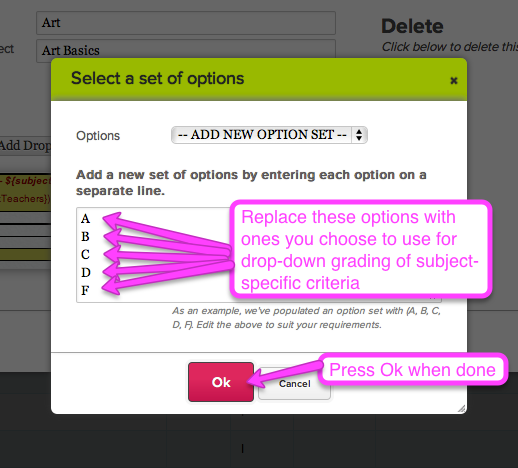 Art
Delete
ect
Art Basics
Click below to delete this
Select a set of options
×
Options
-- ADD NEW OPTION SET --
Add Drop
Add a new set of options by entering each option on a
separate line.
- ${subject
Teachers})
A
B
C
D
F
Replace these options with
ones you choose to use for
drop-down grading of subject-
specific criteria
As an example, we've populated an option set with (A, B, C,
D, F). Edit the above to suit your requirements.
Ok
Cancel
Press Ok when done